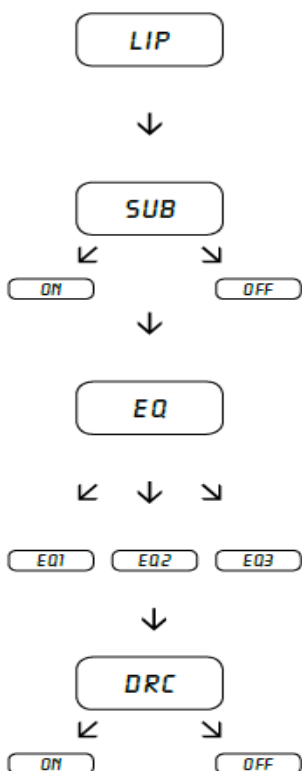 LIP
SUB
ON OFF
EQ
EQ1 EQ2 EQ3
DRC
ON OFF